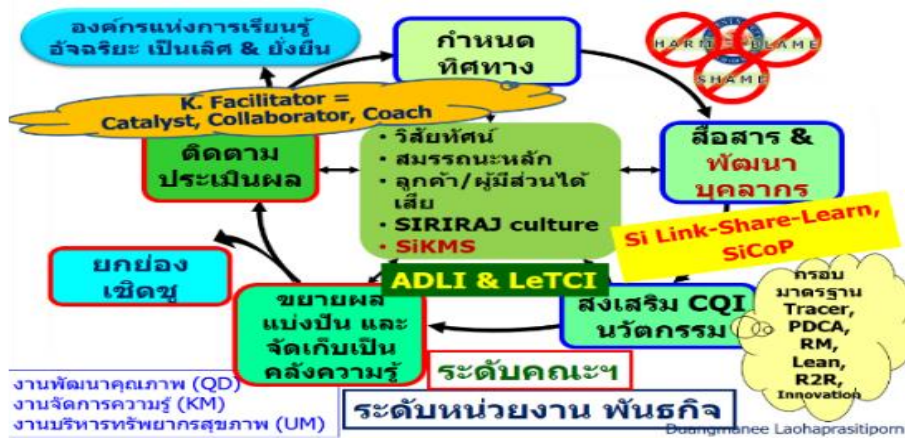 องค์กรแห่งการเรียนรู้
อัจฉริยะ เป็นเลิศ & ยั่งยืน
กำหนด
ทิศทาง
HARM
BLAME
SHAME
K. Facilitator =
Catalyst, Collaborator, Coach
ติดตาม
ประเมินผล
• วิสัยทัศน์
• สมรรถนะหลัก
• ลูกค้า/ผู้มีส่วนได้
เสีย
• SIRIRAJ culture
• SiKMS
สื่อสาร &
พัฒนา
บุคลากร
Si Link-Share-Learn,
SiCoP
ยกย่อง
เชิดชู
ADLI & LeTCI
ขยายผล
แบ่งปัน และ
จัดเก็บเป็น
คลังความรู้
ส่งเสริม CQI
นวัตกรรม
กรอบ
มาตรฐาน
Tracer,
PDCA,
RM,
Lean,
R2R,
Innovation
ระดับคณะฯ
ระดับหน่วยงาน พันธกิจ
งานพัฒนาคุณภาพ (QD)
งานจัดการความรู้ (KM)
งานบริหารทรัพยากรสุขภาพ (UM)
Duangmanee Laohaprasitiporn